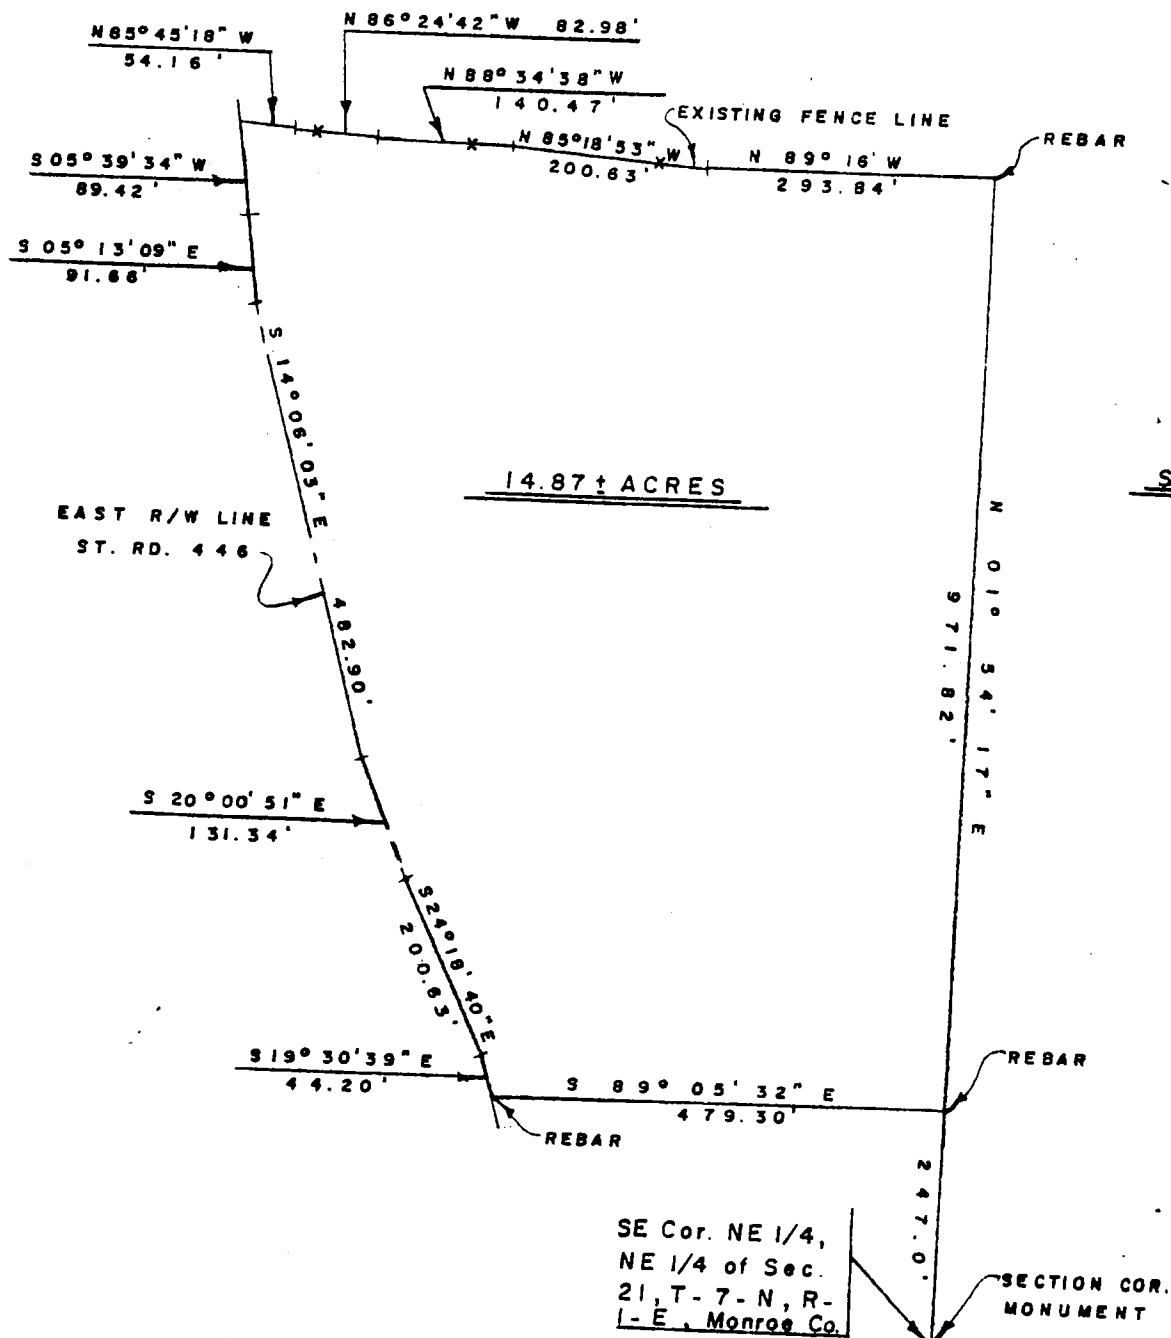 N 86° 24' 42" W 82.98'
N 85° 45' 18" W
54.16'
N 88° 34' 38" W
140.47'
EXISTING FENCE LINE
REBAR
N 85° 18' 53" W
200.63'
N 89° 16' W
293.84'
S 05° 39' 34" W
89.42'
S 05° 13' 09" E
91.66'
S 14° 06' 03" E
482.90'
14.87 ± ACRES
S
EAST R/W LINE
ST. RD. 446
N 01° 54' 17" E
971.82'
S 20° 00' 51" E
131.34'
S 24° 18' 40" E
200.63'
S 19° 30' 39" E
44.20'
S 89° 05' 32" E
479.30'
REBAR
REBAR
247.0'
SE Cor. NE 1/4,
NE 1/4 of Sec.
21, T-7-N, R-
1-E, Monroe Co.
SECTION COR.
MONUMENT